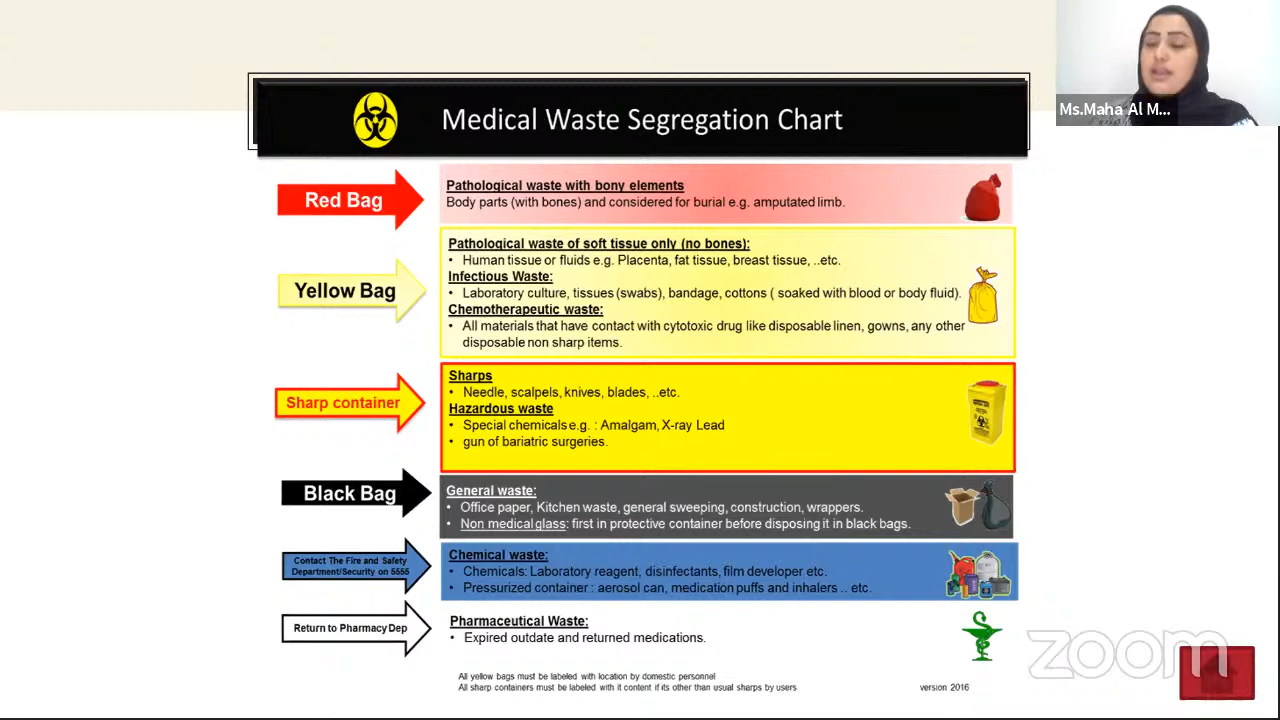 Ms.Maha Al M...
Medical Waste Segregation Chart
Red Bag
Pathological waste with bony elements
Body parts (with bones) and considered for burial e.g. amputated limb.
Yellow Bag
Pathological waste of soft tissue only (no bones):
• Human tissue or fluids e.g. Placenta, fat tissue, breast tissue, ..etc.
Infectious Waste:
• Laboratory culture, tissues (swabs), bandage, cottons ( soaked with blood or body fluid).
Chemotherapeutic waste:
• All materials that have contact with cytotoxic drug like disposable linen, gowns, any other
disposable non sharp items.
Sharp container
Sharps
• Needle, scalpels, knives, blades, ..etc.
Hazardous waste
• Special chemicals e.g. : Amalgam, X-ray Lead
• gun of bariatric surgeries.
Black Bag
General waste:
• Office paper, Kitchen waste, general sweeping, construction, wrappers.
• Non medical glass: first in protective container before disposing it in black bags.
Contact The Fire and Safety
Department/Security on 5555
Chemical waste:
• Chemicals: Laboratory reagent, disinfectants, film developer etc.
• Pressurized container : aerosol can, medication puffs and inhalers .. etc.
Return to Pharmacy Dep
Pharmaceutical Waste:
• Expired outdate and returned medications.
All yellow bags must be labeled with location by domestic personnel
All sharp containers must be labeled with it content if its other than usual sharps by users
version 2016
zoom